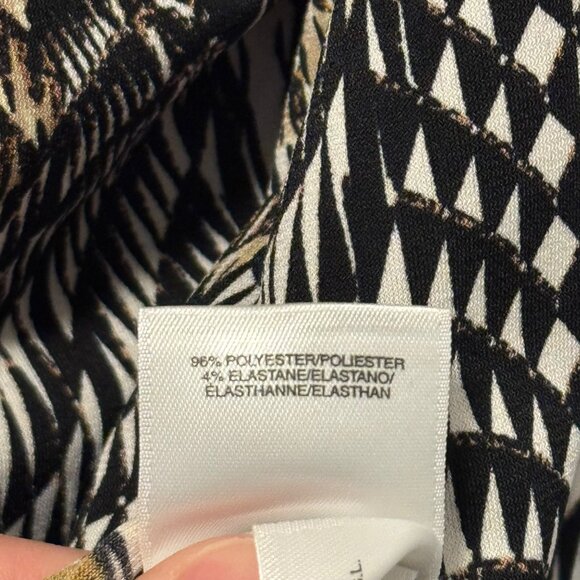 96% POLYESTER/POLIESTER
4% ELASTANE/ELASTANO/
ÉLASTHANNE/ELASTHAN